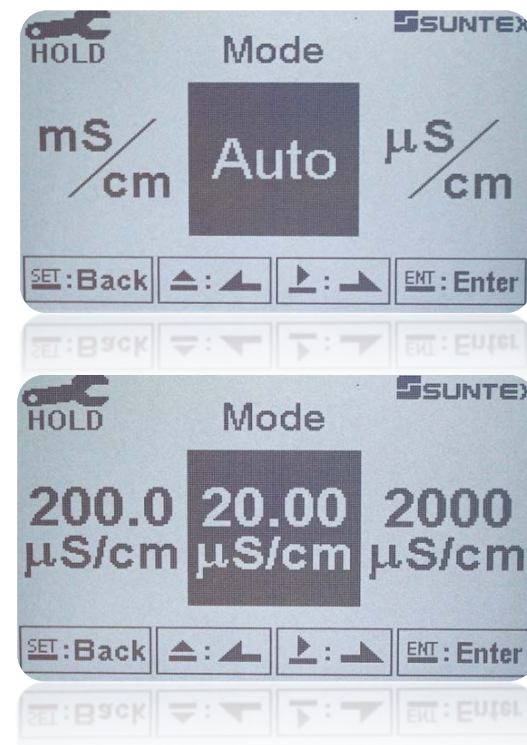 HOLD Mode SUNTEX
mS/cm Auto µS/cm
SET:Back ▲:◢ ▶:◣ ENT:Enter
HOLD Mode SUNTEX
200.0 20.00 2000
µS/cm µS/cm µS/cm
SET:Back ▲:◢ ▶:◣ ENT:Enter